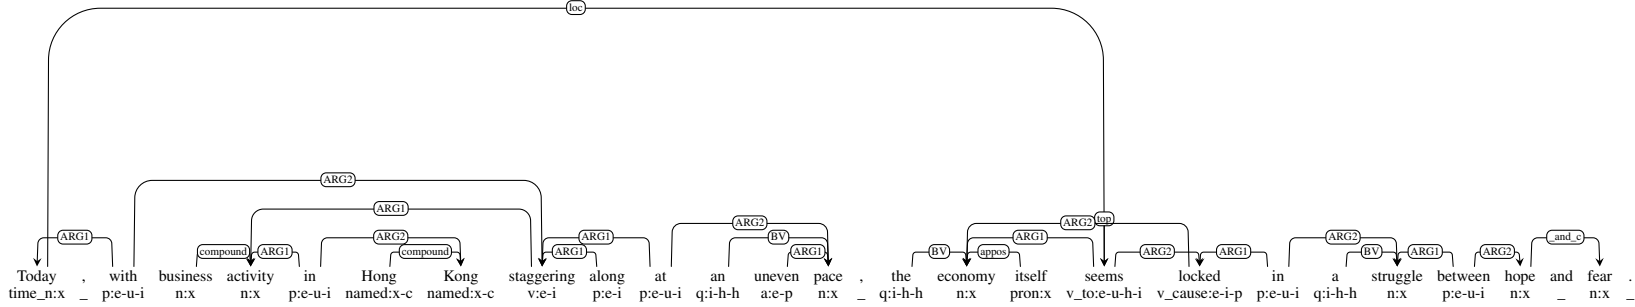 loc
ARG2
ARG1
ARG2 ARG2 top
ARG1 ARG2 ARG1 BV ARG1 ARG2 _and_c
compound ARG1 compound ARG1 ARG1 BV appos ARG2 ARG1 BV ARG1 ARG2
Today , with business activity in Hong Kong staggering along at an uneven pace , the economy itself seems locked in a struggle between hope and fear .
time_n:x _ p:e-u-i n:x n:x p:e-u-i named:x-c named:x-c v:e-i p:e-i p:e-u-i q:i-h-h a:e-p n:x _ q:i-h-h n:x pron:x v_to:e-u-h-i v_cause:e-i-p p:e-u-i q:i-h-h n:x p:e-u-i n:x _ n:x _